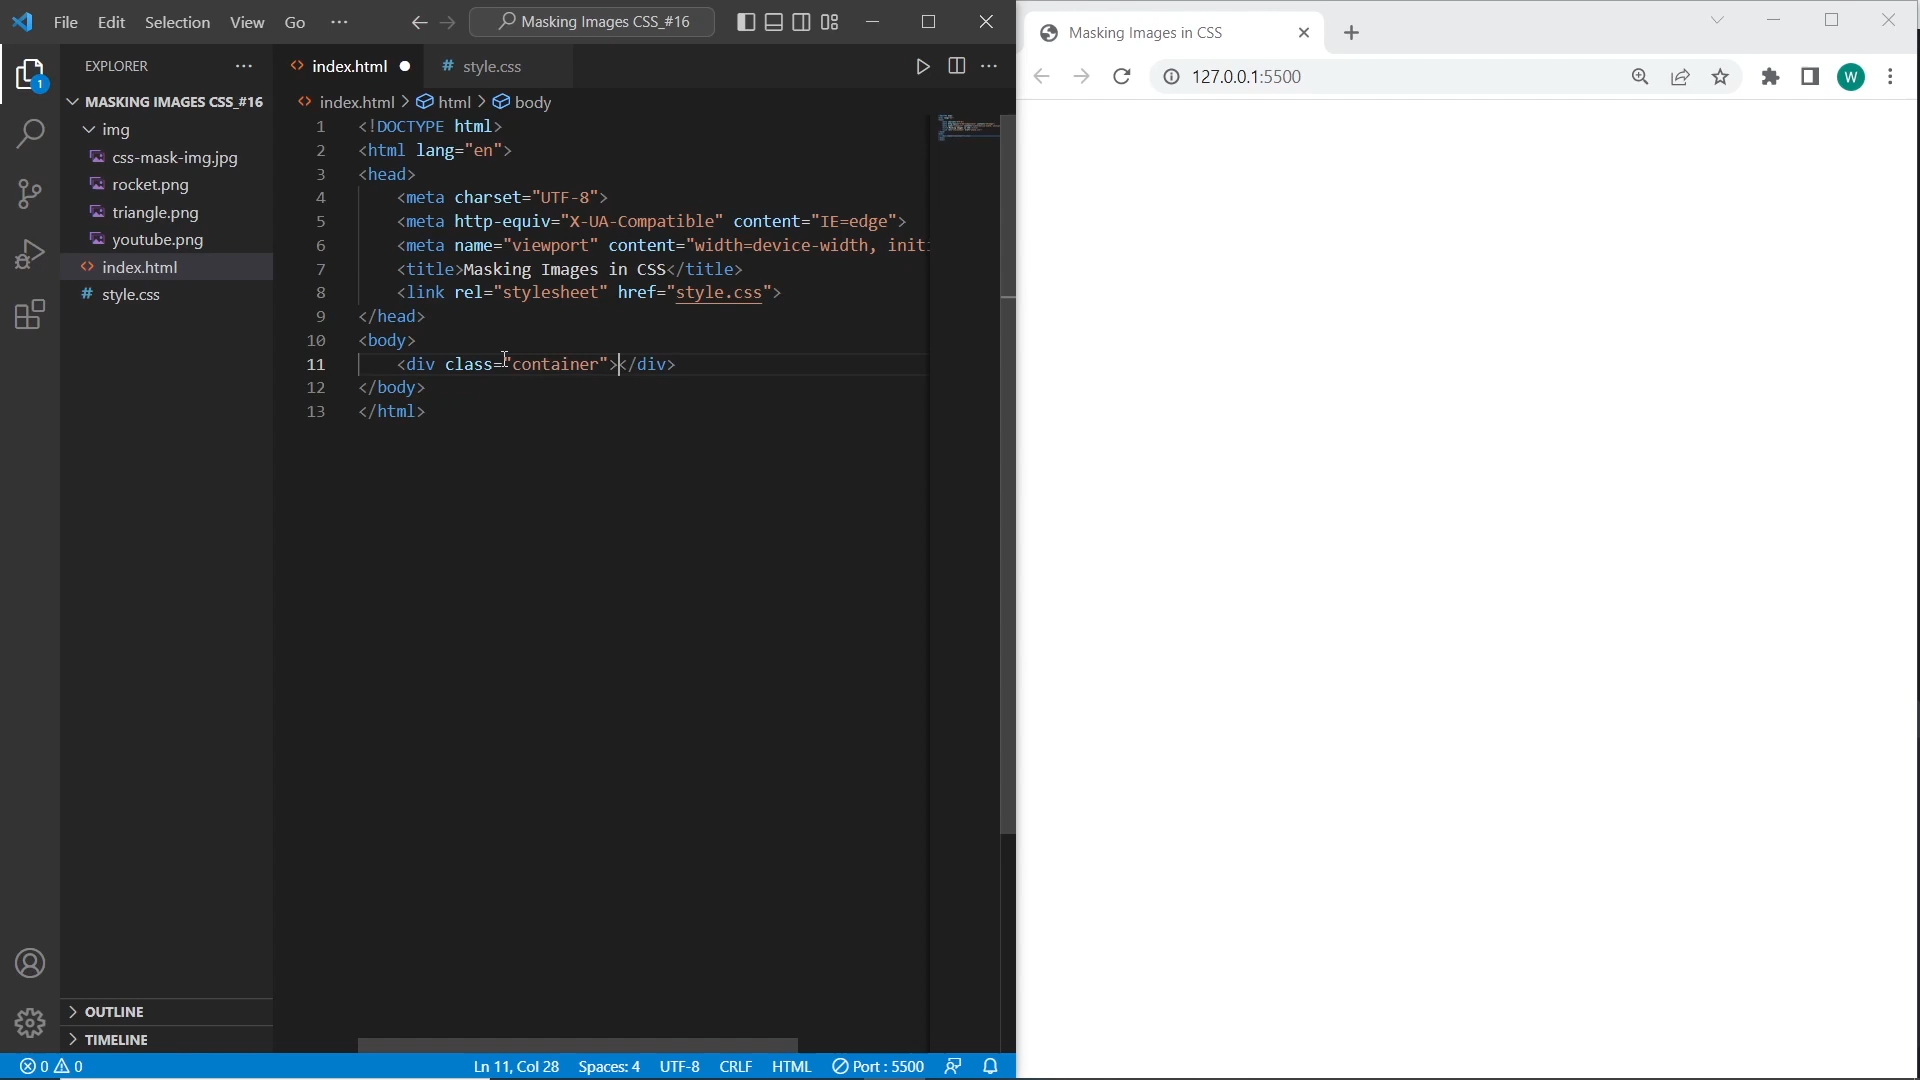 File Edit Selection View Go ··· Masking Images CSS_#16
EXPLORER ···
1
MASKING IMAGES CSS_#16
img
css-mask-img.jpg
rocket.png
triangle.png
youtube.png
index.html
style.css
OUTLINE
TIMELINE
index.html style.css
index.html > html > body
1 <!DOCTYPE html>
2 <html lang="en">
3 <head>
4 <meta charset="UTF-8">
5 <meta http-equiv="X-UA-Compatible" content="IE=edge">
6 <meta name="viewport" content="width=device-width, initi
7 <title>Masking Images in CSS</title>
8 <link rel="stylesheet" href="style.css">
9 </head>
10 <body>
11 <div class="container"></div>
12 </body>
13 </html>
0 0 Ln 11, Col 28 Spaces: 4 UTF-8 CRLF HTML Port : 5500
Masking Images in CSS
127.0.0.1:5500
W